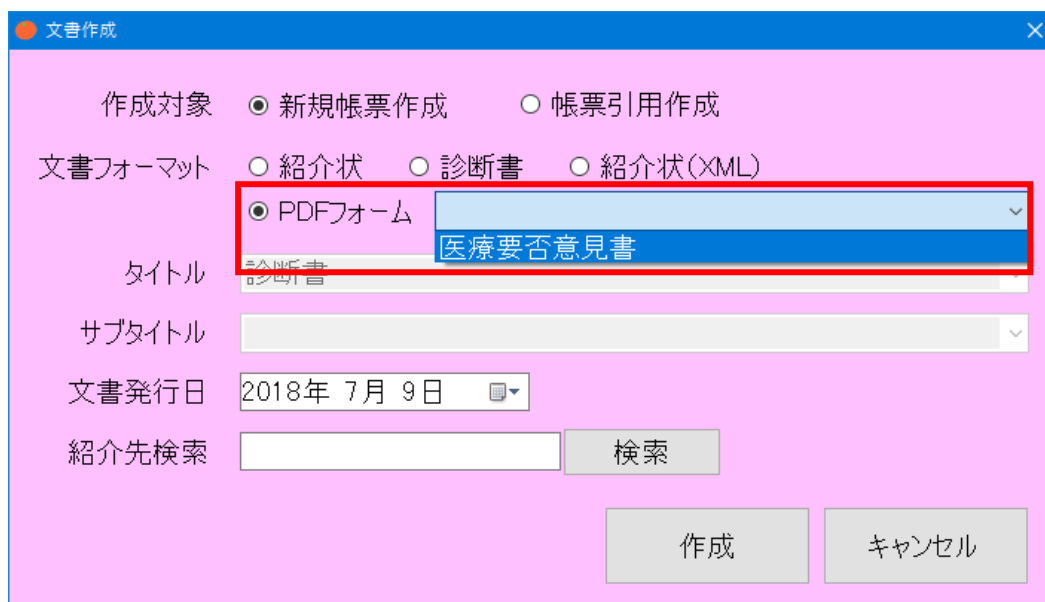 文書作成
作成対象 新規帳票作成 帳票引用作成
文書フォーマット 紹介状 診断書 紹介状(XML)
PDFフォーム
医療要否意見書
タイトル 診断書
サブタイトル
文書発行日 2018年 7月 9日
紹介先検索 検索
作成 キャンセル